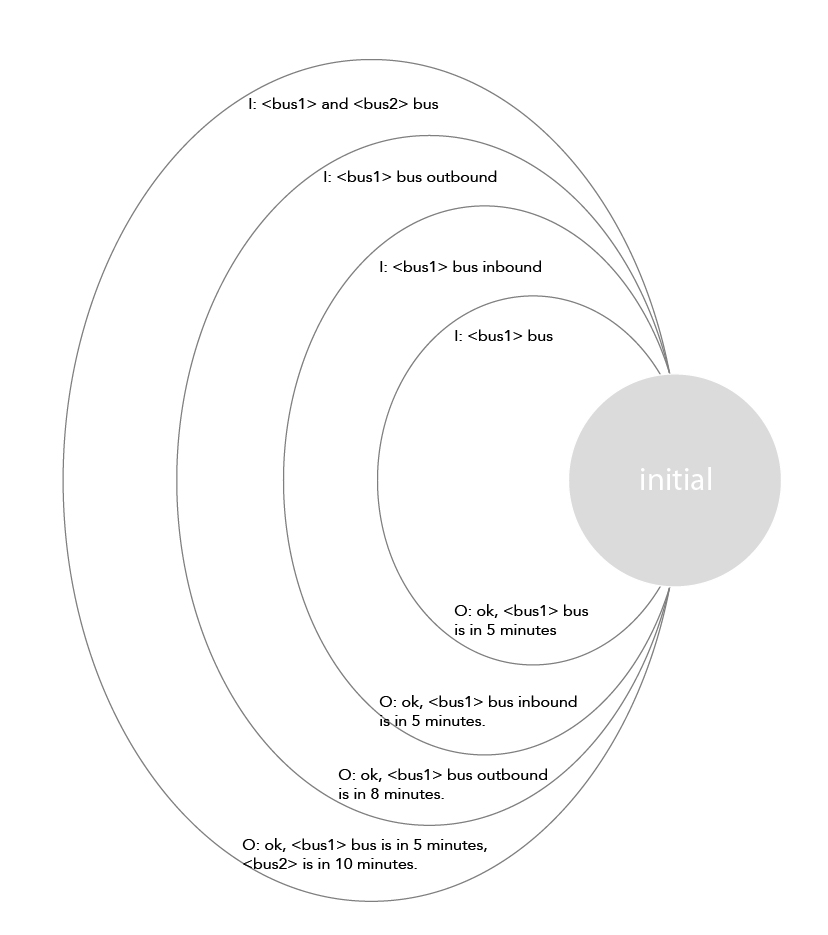 I: <bus1> and <bus2> bus
I: <bus1> bus outbound
I: <bus1> bus inbound
I: <bus1> bus
initial
O: ok, <bus1> bus
is in 5 minutes
O: ok, <bus1> bus inbound
is in 5 minutes.
O: ok, <bus1> bus outbound
is in 8 minutes.
O: ok, <bus1> bus is in 5 minutes,
<bus2> is in 10 minutes.